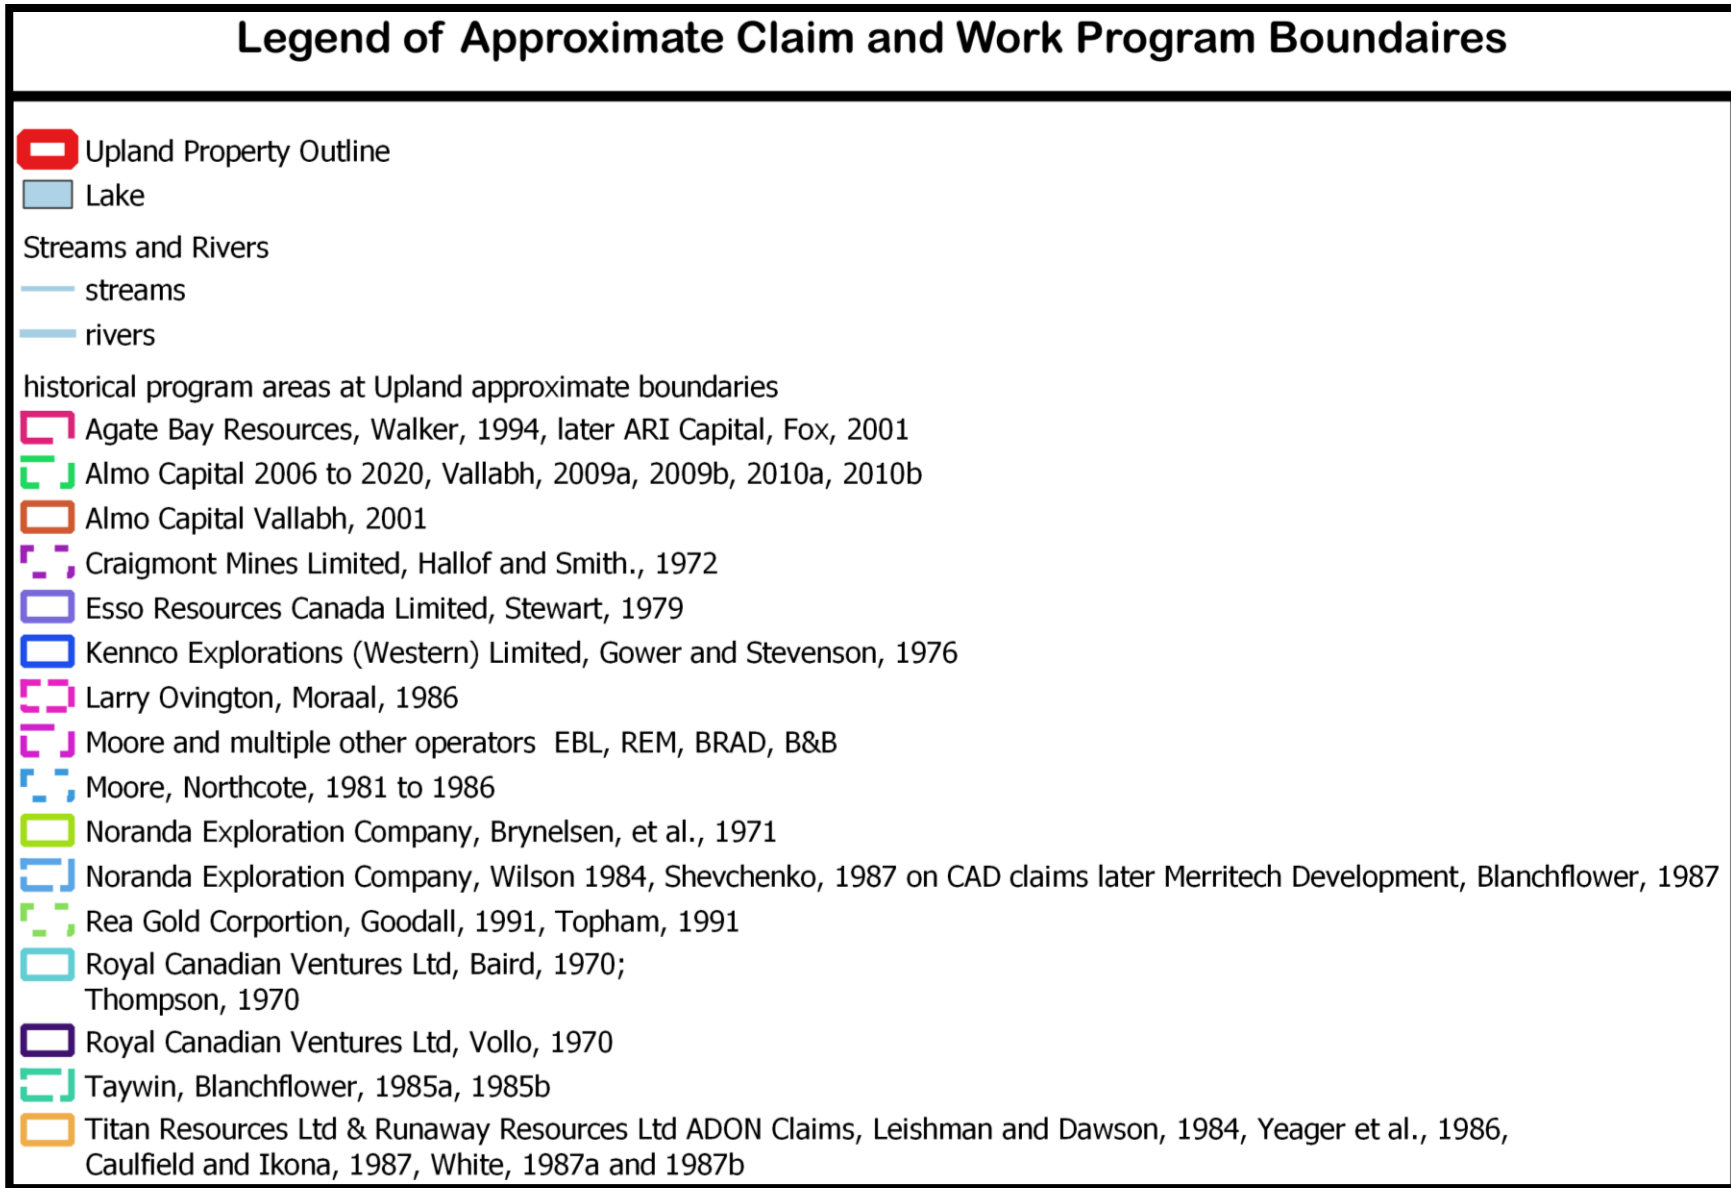 Legend of Approximate Claim and Work Program Boundaires
Upland Property Outline
Lake
Streams and Rivers
streams
rivers
historical program areas at Upland approximate boundaries
Agate Bay Resources, Walker, 1994, later ARI Capital, Fox, 2001
Almo Capital 2006 to 2020, Vallabh, 2009a, 2009b, 2010a, 2010b
Almo Capital Vallabh, 2001
Craigmont Mines Limited, Hallof and Smith., 1972
Esso Resources Canada Limited, Stewart, 1979
Kennco Explorations (Western) Limited, Gower and Stevenson, 1976
Larry Ovington, Moraal, 1986
Moore and multiple other operators  EBL, REM, BRAD, B&B
Moore, Northcote, 1981 to 1986
Noranda Exploration Company, Brynelsen, et al., 1971
Noranda Exploration Company, Wilson 1984, Shevchenko, 1987 on CAD claims later Merritech Development, Blanchflower, 1987
Rea Gold Corportion, Goodall, 1991, Topham, 1991
Royal Canadian Ventures Ltd, Baird, 1970;
Thompson, 1970
Royal Canadian Ventures Ltd, Vollo, 1970
Taywin, Blanchflower, 1985a, 1985b
Titan Resources Ltd & Runaway Resources Ltd ADON Claims, Leishman and Dawson, 1984, Yeager et al., 1986,
Caulfield and Ikona, 1987, White, 1987a and 1987b